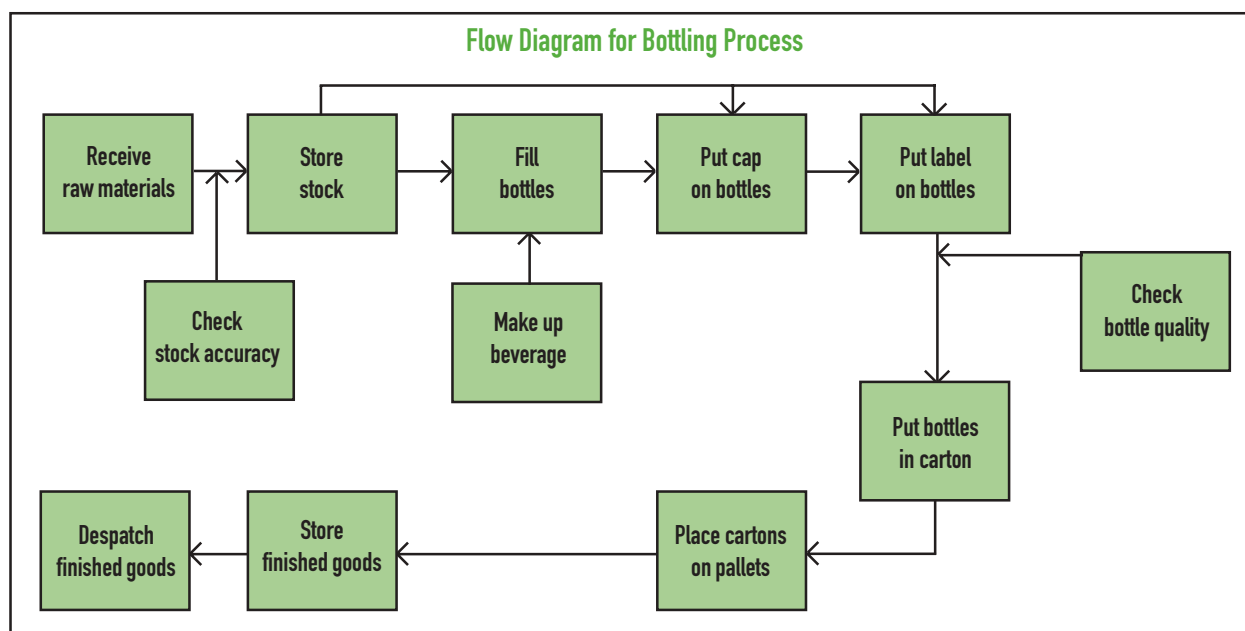 Flow Diagram for Bottling Process
Receive
raw materials
Store
stock
Fill
bottles
Put cap
on bottles
Put label
on bottles
Check
stock accuracy
Make up
beverage
Check
bottle quality
Put bottles
in carton
Despatch
finished goods
Store
finished goods
Place cartons
on pallets